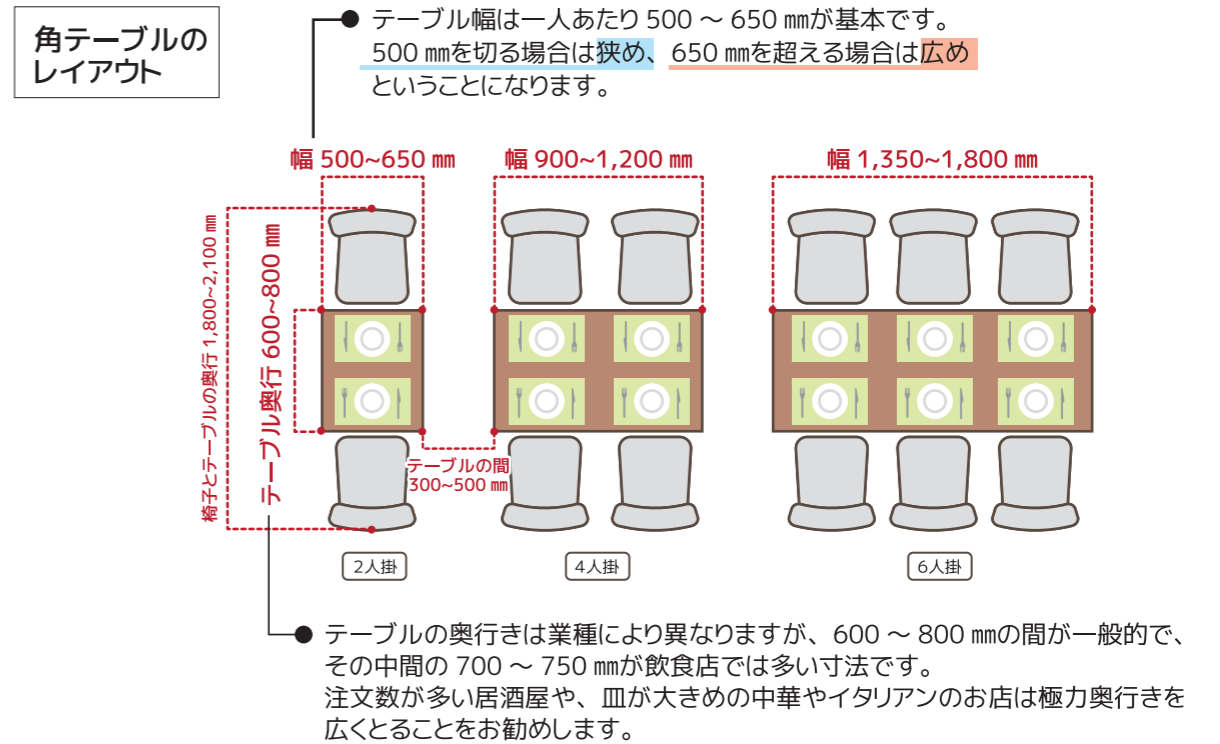 角テーブルの
レイアウト
テーブル幅は一人あたり 500 ～ 650 ㎜が基本です。
500 ㎜を切る場合は狭め、650 ㎜を超える場合は広め
ということになります。
幅 500~650 ㎜
幅 900~1,200 ㎜
幅 1,350~1,800 ㎜
椅子とテーブルの奥行 1,800~2,100 ㎜
テーブル奥行 600~800 ㎜
テーブルの間
300~500 ㎜
2人掛
4人掛
6人掛
テーブルの奥行きは業種により異なりますが、600 ～ 800 ㎜の間が一般的で、
その中間の 700 ～ 750 ㎜が飲食店では多い寸法です。
注文数が多い居酒屋や、皿が大きめの中華やイタリアンのお店は極力奥行きを
広くとることをお勧めします。